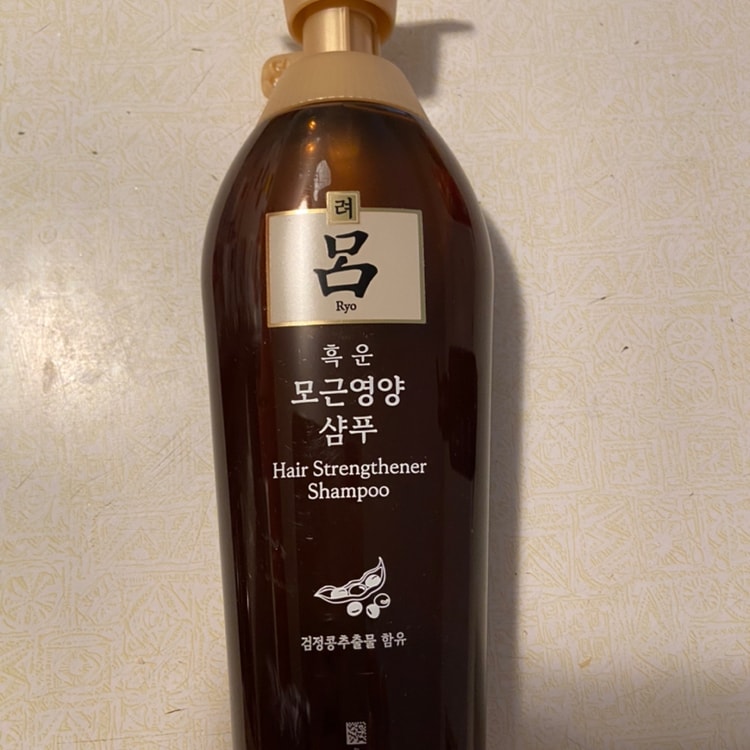 려
呂
Ryo
흑 운
모근영양
샴푸
Hair Strengthener
Shampoo
검정콩추출물 함유